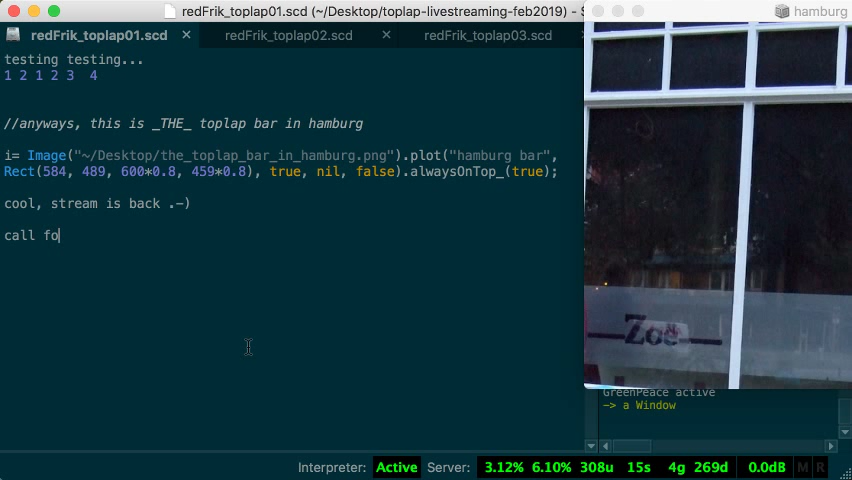 redFrik_toplap01.scd (~/Desktop/toplap-livestreaming-feb2019) - S
hamburg
redFrik_toplap01.scd
redFrik_toplap02.scd
redFrik_toplap03.scd
testing testing...
1 2 1 2 3  4
//anyways, this is _THE_ toplap bar in hamburg
i= Image("~/Desktop/the_toplap_bar_in_hamburg.png").plot("hamburg bar",
Rect(584, 489, 600*0.8, 459*0.8), true, nil, false).alwaysOnTop_(true);
cool, stream is back .-)
call fo
Zoë
GreenPeace active
-> a Window
Interpreter: Active Server: 3.12% 6.10% 308u 15s 4g 269d 0.0dB M R